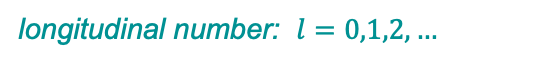 longitudinal number: l = 0,1,2, ...